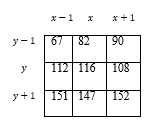 x − 1 x x + 1
y − 1 67 82 90
y 112 116 108
y + 1 151 147 152